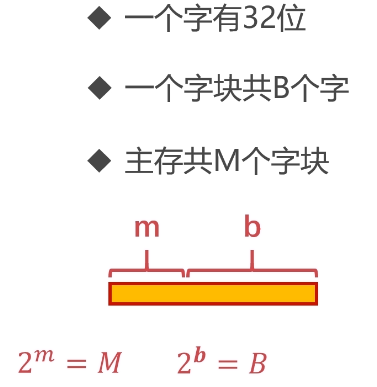 ◆ 一个字有32位
◆ 一个字块共B个字
◆ 主存共M个字块
m b
2^m = M 2^b = B